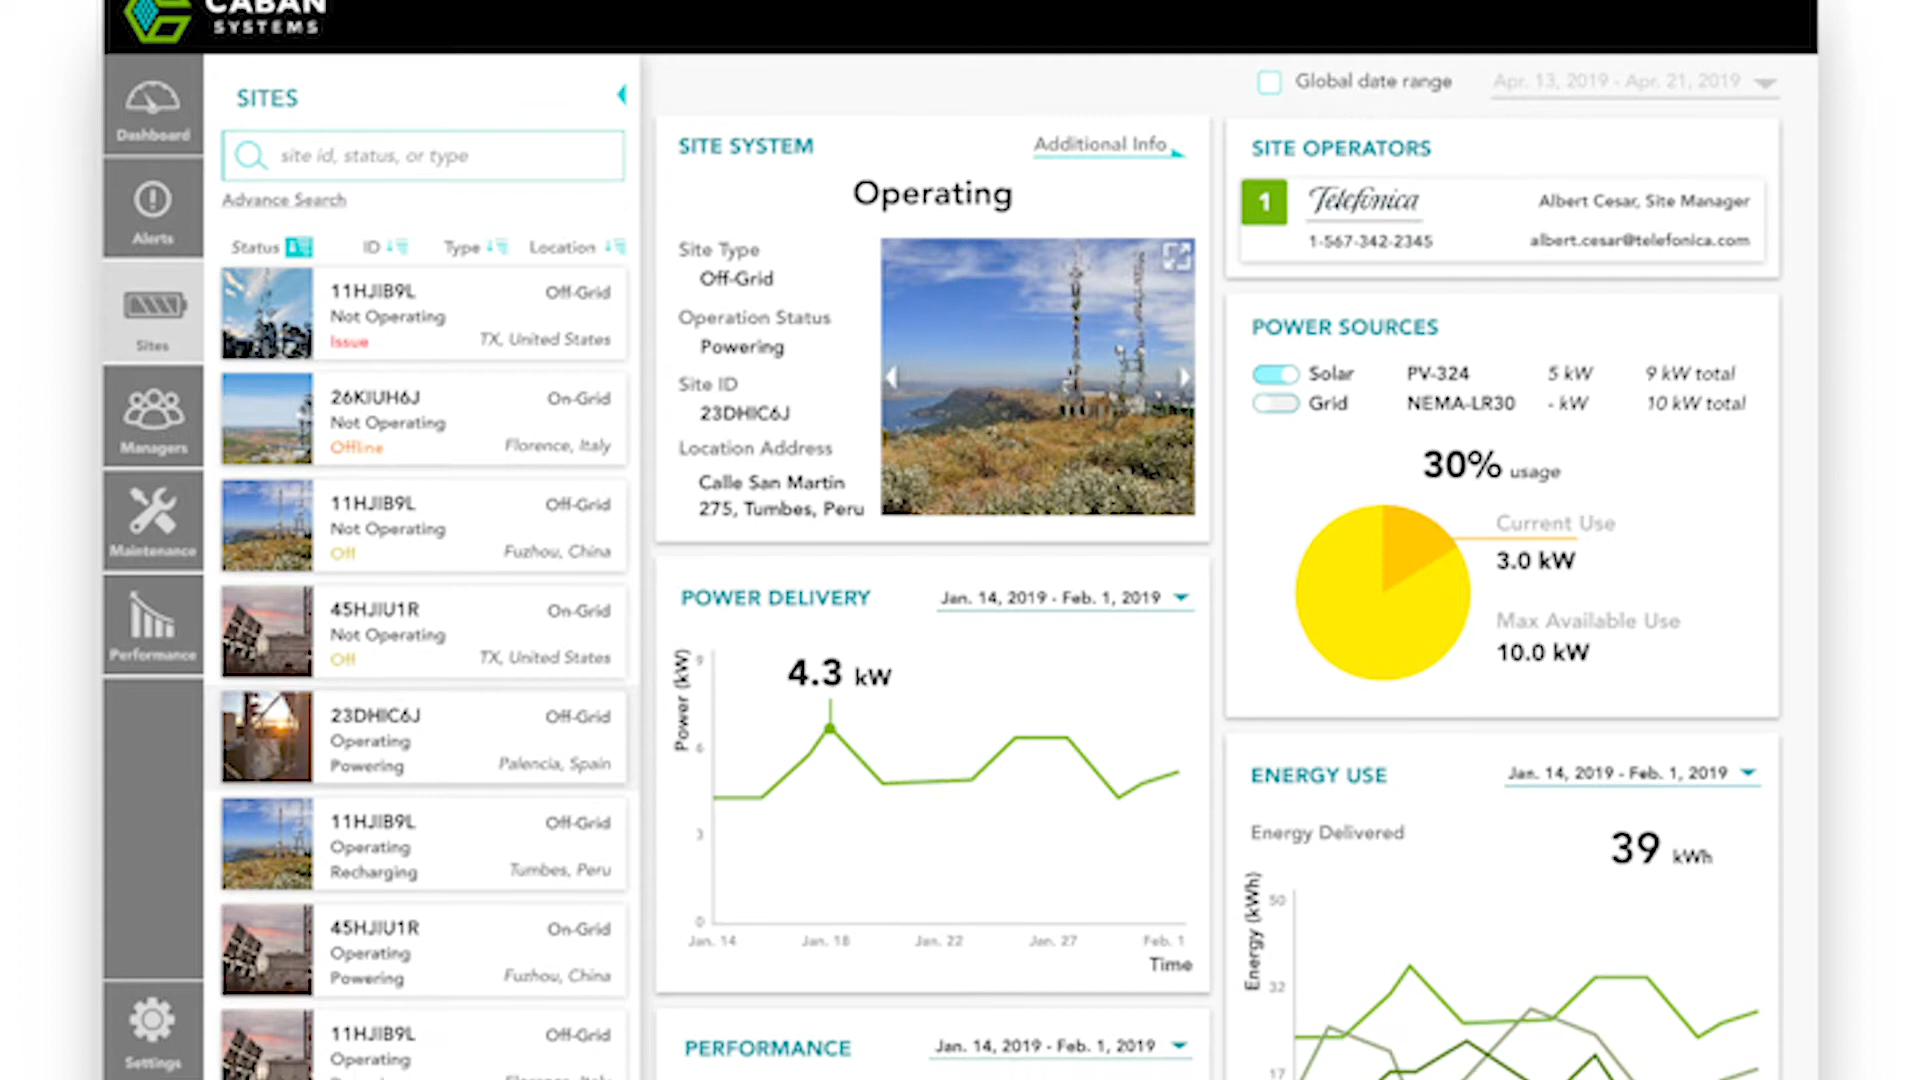 CABAN
SYSTEMS
Dashboard
Alerts
Sites
Managers
Maintenance
Performance
Settings
SITES
site id, status, or type
Advance Search
Status ID Type Location
11HJIB9L Off-Grid
Not Operating
Issue TX, United States
26KIUH6J On-Grid
Not Operating
Offline Florence, Italy
11HJIB9L Off-Grid
Not Operating
Off Fuzhou, China
45HJIU1R On-Grid
Not Operating
Off TX, United States
23DHIC6J Off-Grid
Operating
Powering Palencia, Spain
11HJIB9L Off-Grid
Operating
Recharging Tumbes, Peru
45HJIU1R On-Grid
Operating
Powering Fuzhou, China
11HJIB9L Off-Grid
Operating
Global date range Apr. 13, 2019 - Apr. 21, 2019
SITE SYSTEM Additional Info
Operating
Site Type
Off-Grid
Operation Status
Powering
Site ID
23DHIC6J
Location Address
Calle San Martin
275, Tumbes, Peru
POWER DELIVERY Jan. 14, 2019 - Feb. 1, 2019
4.3 kW
Power (kW)
9
6
3
0
Jan. 14 Jan. 18 Jan. 22 Jan. 27 Feb. 1
Time
PERFORMANCE Jan. 14, 2019 - Feb. 1, 2019
SITE OPERATORS
1 Telefonica Albert Cesar, Site Manager
1-567-342-2345 albert.cesar@telefonica.com
POWER SOURCES
Solar PV-324 5 kW 9 kW total
Grid NEMA-LR30 - kW 10 kW total
30% usage
Current Use
3.0 kW
Max Available Use
10.0 kW
ENERGY USE Jan. 14, 2019 - Feb. 1, 2019
Energy Delivered 39 kWh
Energy (kWh)
50
32
17